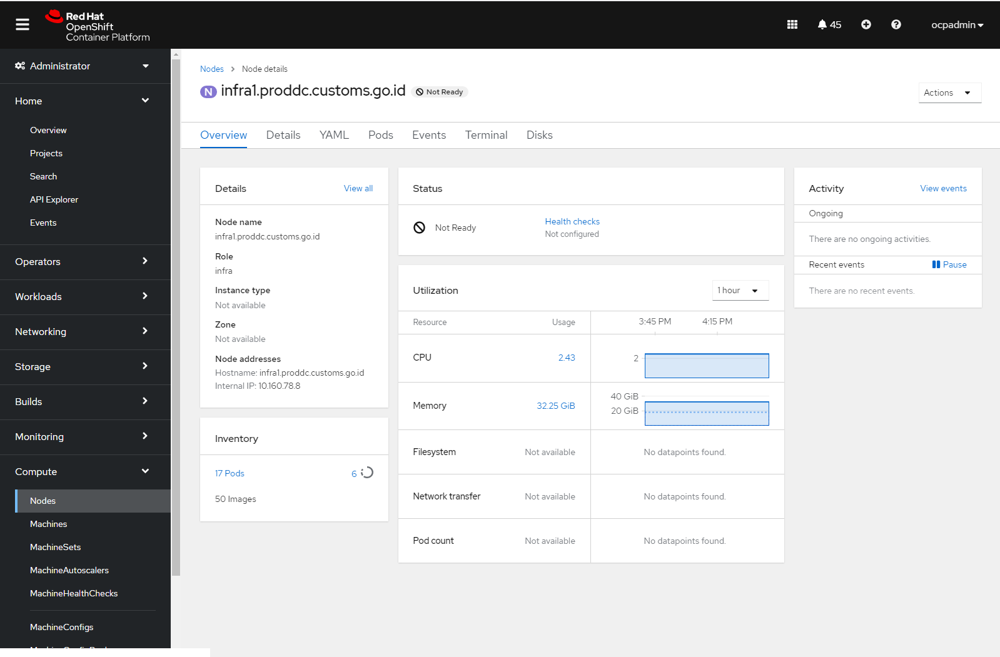 Red Hat
OpenShift
Container Platform
45
ocpadmin
Administrator
Home
Overview
Projects
Search
API Explorer
Events
Operators
Workloads
Networking
Storage
Builds
Monitoring
Compute
Nodes
Machines
MachineSets
MachineAutoscalers
MachineHealthChecks
MachineConfigs
Nodes > Node details
N infra1.proddc.customs.go.id Not Ready
Actions
Overview Details YAML Pods Events Terminal Disks
Details View all
Node name
infra1.proddc.customs.go.id
Role
infra
Instance type
Not available
Zone
Not available
Node addresses
Hostname: infra1.proddc.customs.go.id
Internal IP: 10.160.78.8
Inventory
17 Pods 6
50 Images
Status
Not Ready
Health checks
Not configured
Utilization 1 hour
Resource Usage 3:45 PM 4:15 PM
CPU 2.43 2
Memory 32.25 GiB 40 GiB
20 GiB
Filesystem Not available No datapoints found.
Network transfer Not available No datapoints found.
Pod count Not available No datapoints found.
Activity View events
Ongoing
There are no ongoing activities.
Recent events Pause
There are no recent events.